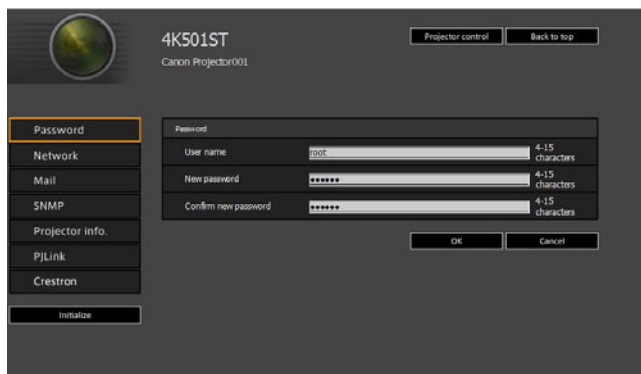 4K501ST
Projector control
Back to top
Canon Projector001
Password
Network
Mail
SNMP
Projector info.
PJLink
Crestron
Initialize
Password
User name
root
4-15
characters
New password
••••••
4-15
characters
Confirm new password
••••••
4-15
characters
OK
Cancel